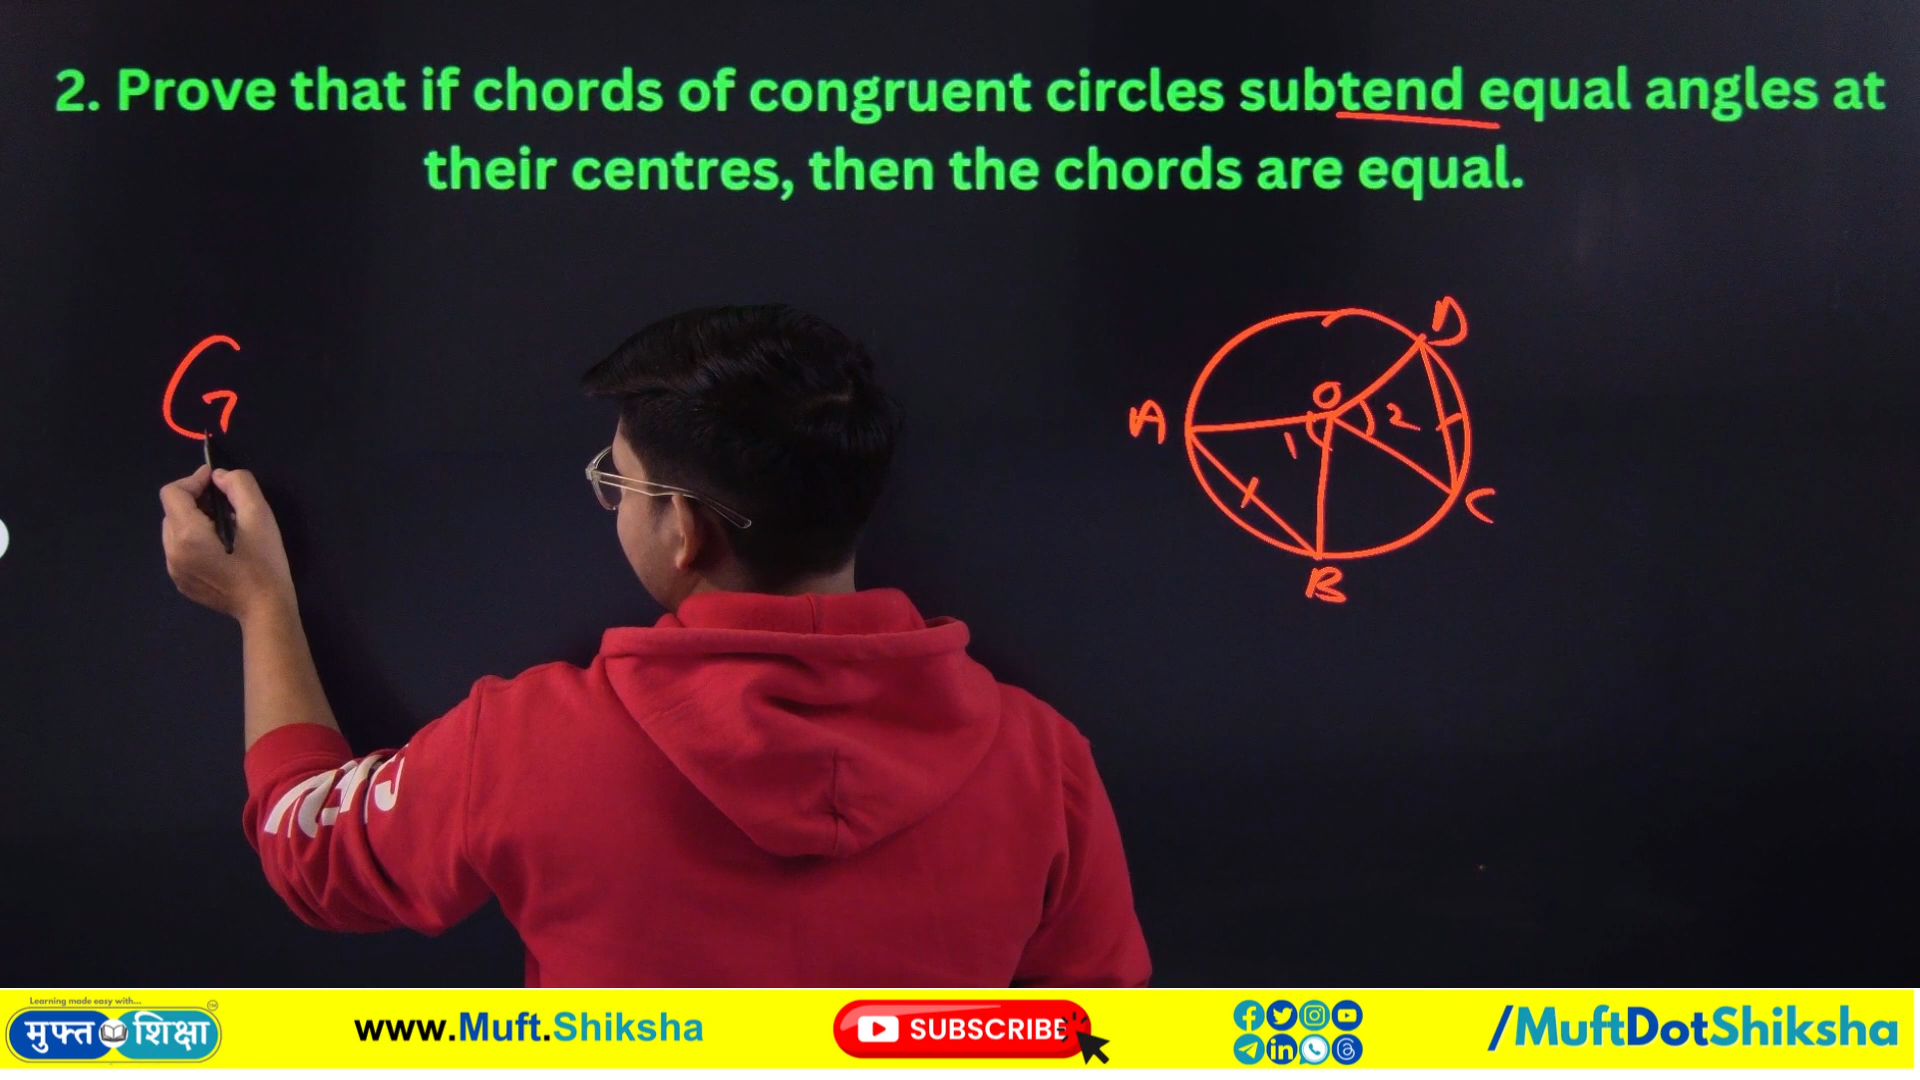 2. Prove that if chords of congruent circles subtend equal angles at
their centres, then the chords are equal.
G
D
O
A
1
2
C
B
Learning made easy with...
मुफ्त शिक्षा
www.Muft.Shiksha
SUBSCRIBE
/MuftDotShiksha